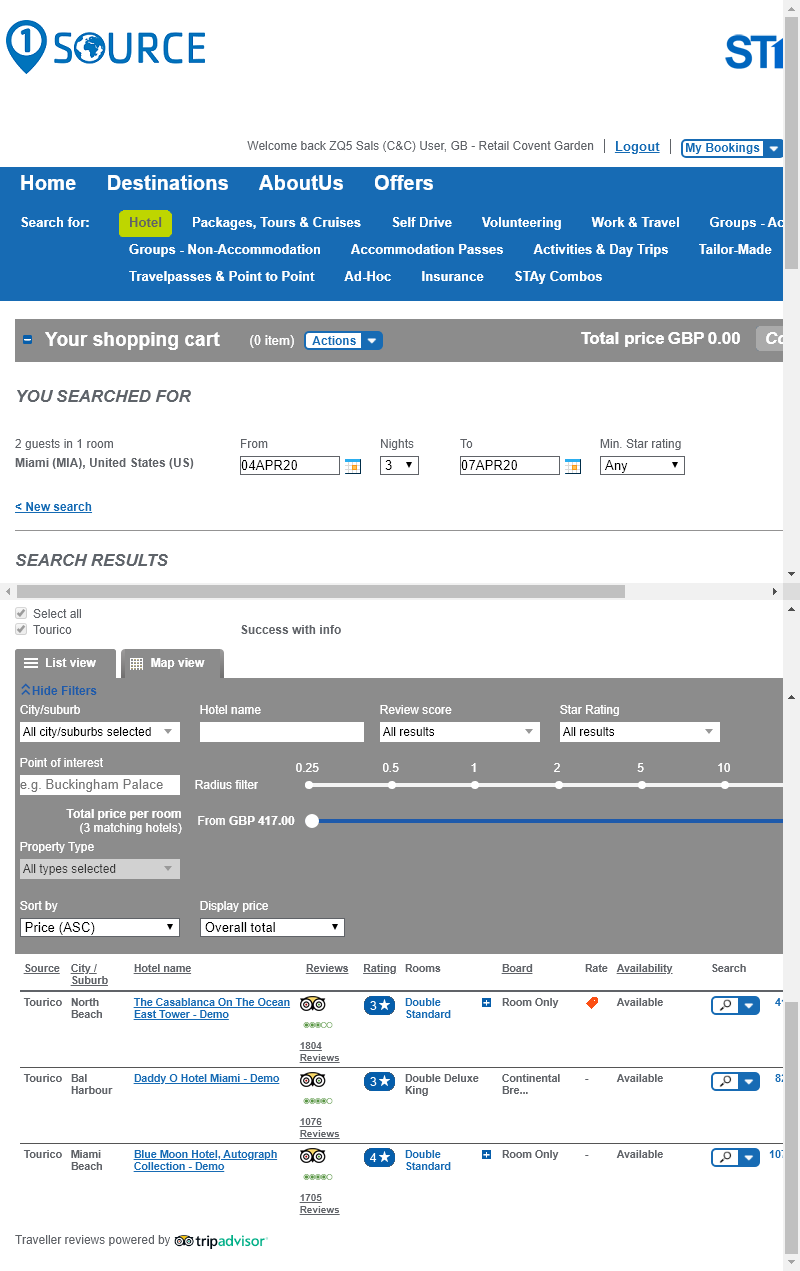 1 SOURCE
Welcome back ZQ5 Sals (C&C) User, GB - Retail Covent Garden | Logout | My Bookings
Home Destinations AboutUs Offers
Search for: Hotel Packages, Tours & Cruises Self Drive Volunteering Work & Travel Groups - Ac
Groups - Non-Accommodation Accommodation Passes Activities & Day Trips Tailor-Made
Travelpasses & Point to Point Ad-Hoc Insurance STAy Combos
Your shopping cart (0 item) Actions Total price GBP 0.00
YOU SEARCHED FOR
2 guests in 1 room From Nights To Min. Star rating
Miami (MIA), United States (US) 04APR20 3 07APR20 Any
< New search
SEARCH RESULTS
Select all
Tourico Success with info
List view Map view
Hide Filters
City/suburb Hotel name Review score Star Rating
All city/suburbs selected All results All results
Point of interest 0.25 0.5 1 2 5 10
e.g. Buckingham Palace Radius filter
Total price per room
(3 matching hotels) From GBP 417.00
Property Type
All types selected
Sort by Display price
Price (ASC) Overall total
Source City / Suburb Hotel name Reviews Rating Rooms Board Rate Availability Search
Tourico North Beach The Casablanca On The Ocean East Tower - Demo 1804 Reviews 3 Double Standard Room Only Available
Tourico Bal Harbour Daddy O Hotel Miami - Demo 1076 Reviews 3 Double Deluxe King Continental Bre... - Available
Tourico Miami Beach Blue Moon Hotel, Autograph Collection - Demo 1705 Reviews 4 Double Standard Room Only - Available
Traveller reviews powered by tripadvisor